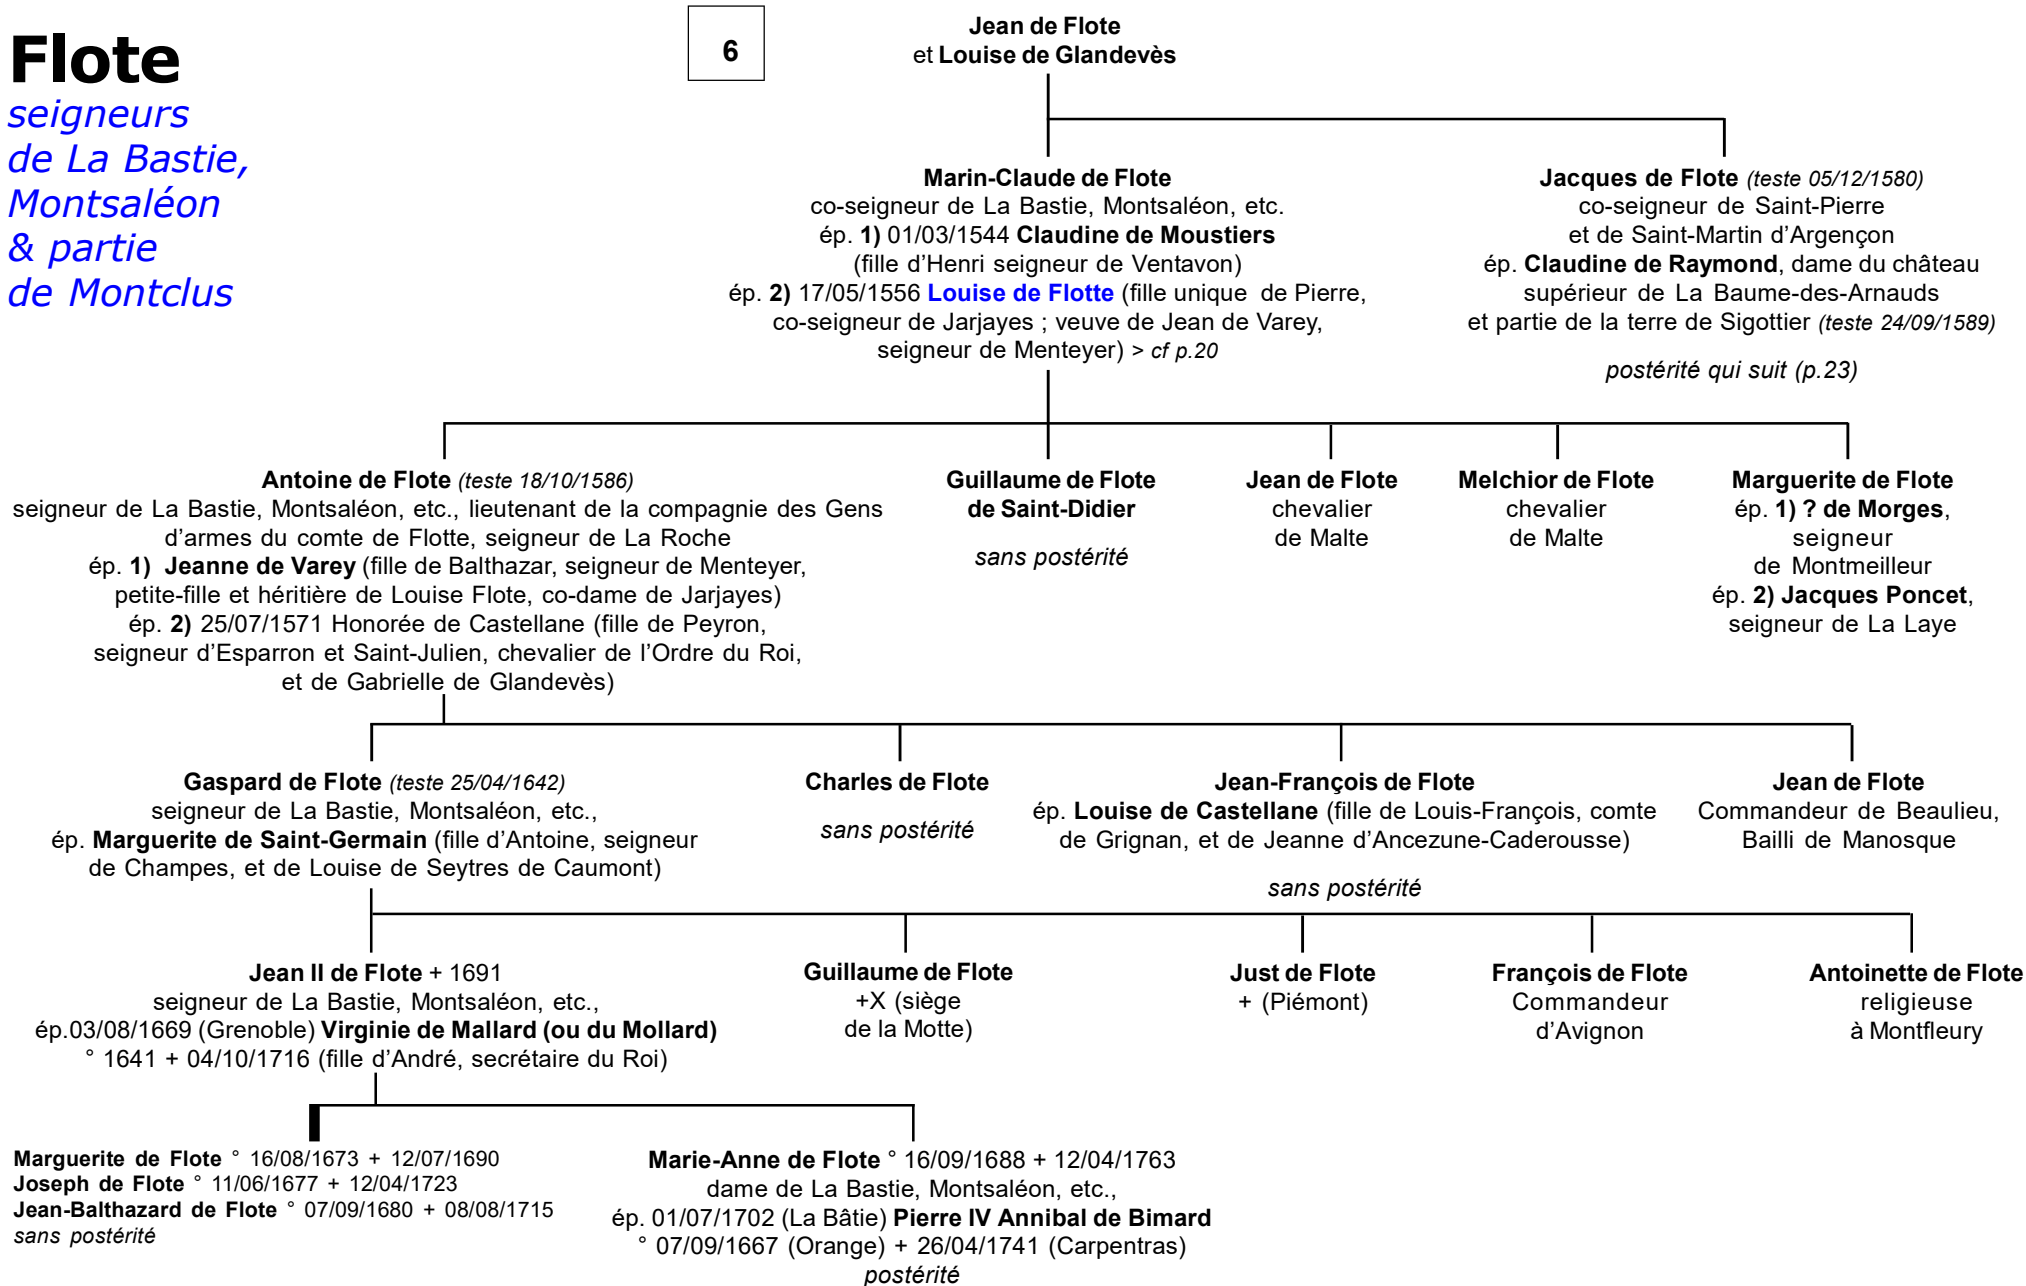 Flote
seigneurs
de La Bastie,
Montsaléon
& partie
de Montclus
6
Jean de Flote
et Louise de Glandevès
Marin-Claude de Flote
co-seigneur de La Bastie, Montsaléon, etc.
ép. 1) 01/03/1544 Claudine de Moustiers
(fille d'Henri seigneur de Ventavon)
ép. 2) 17/05/1556 Louise de Flotte (fille unique de Pierre,
co-seigneur de Jarjayes ; veuve de Jean de Varey,
seigneur de Menteyer) > cf p.20
Jacques de Flote (teste 05/12/1580)
co-seigneur de Saint-Pierre
et de Saint-Martin d'Argençon
ép. Claudine de Raymond, dame du château
supérieur de La Baume-des-Arnauds
et partie de la terre de Sigottier (teste 24/09/1589)
postérité qui suit (p.23)
Antoine de Flote (teste 18/10/1586)
seigneur de La Bastie, Montsaléon, etc., lieutenant de la compagnie des Gens
d'armes du comte de Flotte, seigneur de La Roche
ép. 1) Jeanne de Varey (fille de Balthazar, seigneur de Menteyer,
petite-fille et héritière de Louise Flote, co-dame de Jarjayes)
ép. 2) 25/07/1571 Honorée de Castellane (fille de Peyron,
seigneur d'Esparron et Saint-Julien, chevalier de l'Ordre du Roi,
et de Gabrielle de Glandevès)
Guillaume de Flote
de Saint-Didier
sans postérité
Jean de Flote
chevalier
de Malte
Melchior de Flote
chevalier
de Malte
Marguerite de Flote
ép. 1) ? de Morges,
seigneur
de Montmeilleur
ép. 2) Jacques Poncet,
seigneur de La Laye
Gaspard de Flote (teste 25/04/1642)
seigneur de La Bastie, Montsaléon, etc.,
ép. Marguerite de Saint-Germain (fille d'Antoine, seigneur
de Champes, et de Louise de Seytres de Caumont)
Charles de Flote
sans postérité
Jean-François de Flote
ép. Louise de Castellane (fille de Louis-François, comte
de Grignan, et de Jeanne d'Ancezune-Caderousse)
sans postérité
Jean de Flote
Commandeur de Beaulieu,
Bailli de Manosque
Jean II de Flote + 1691
seigneur de La Bastie, Montsaléon, etc.,
ép.03/08/1669 (Grenoble) Virginie de Mallard (ou du Mollard)
° 1641 + 04/10/1716 (fille d'André, secrétaire du Roi)
Guillaume de Flote
+X (siège
de la Motte)
Just de Flote
+ (Piémont)
François de Flote
Commandeur
d'Avignon
Antoinette de Flote
religieuse
à Montfleury
Marguerite de Flote ° 16/08/1673 + 12/07/1690
Joseph de Flote ° 11/06/1677 + 12/04/1723
Jean-Balthazard de Flote ° 07/09/1680 + 08/08/1715
sans postérité
Marie-Anne de Flote ° 16/09/1688 + 12/04/1763
dame de La Bastie, Montsaléon, etc.,
ép. 01/07/1702 (La Bâtie) Pierre IV Annibal de Bimard
° 07/09/1667 (Orange) + 26/04/1741 (Carpentras)
postérité